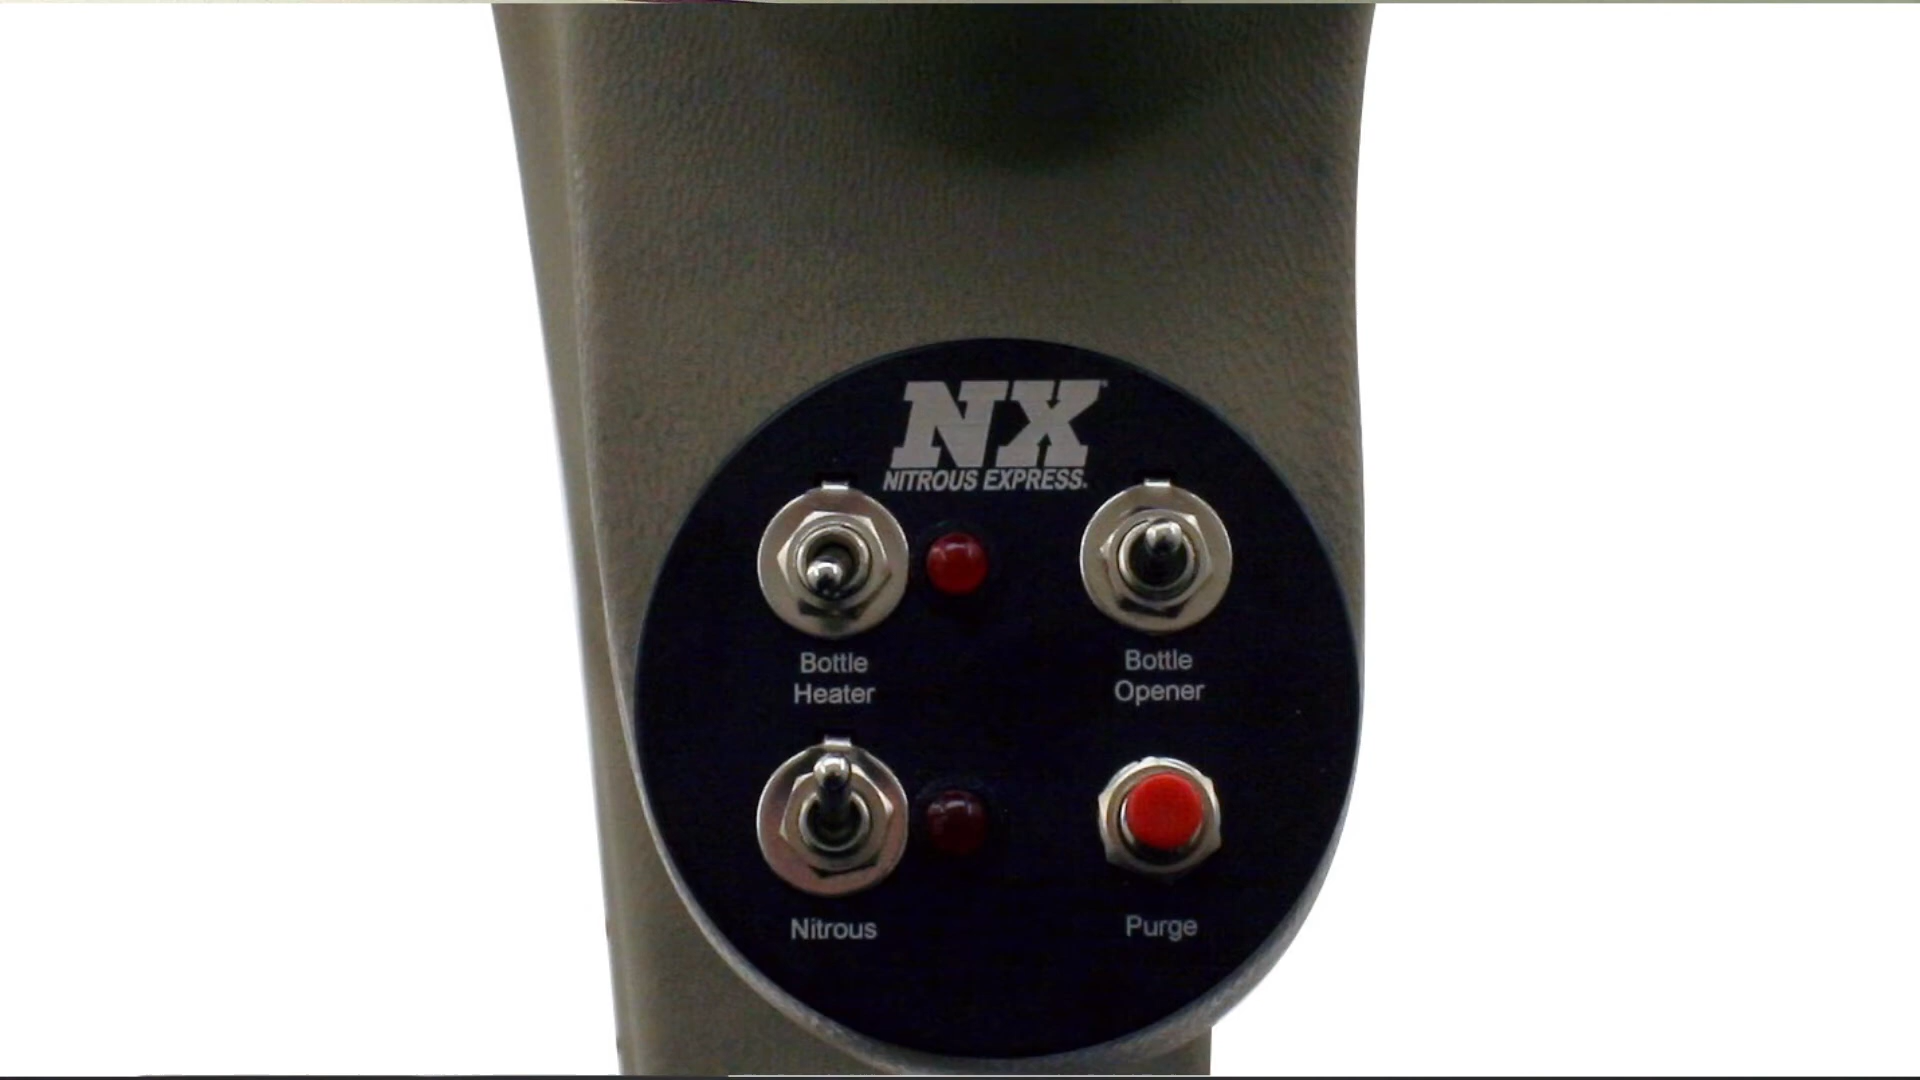 NX
NITROUS EXPRESS.
Bottle
Heater
Bottle
Opener
Nitrous
Purge